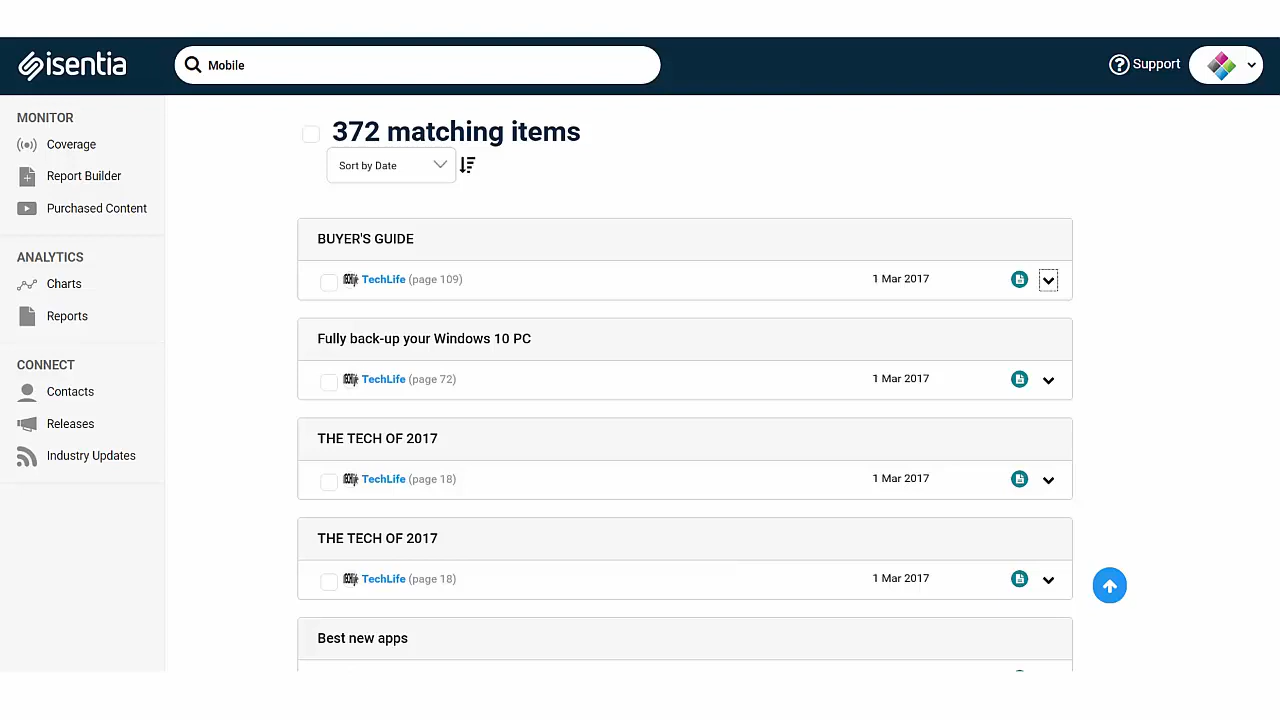 isentia
Mobile
Support
MONITOR
Coverage
Report Builder
Purchased Content
ANALYTICS
Charts
Reports
CONNECT
Contacts
Releases
Industry Updates
372 matching items
Sort by Date
BUYER'S GUIDE
TechLife (page 109) 1 Mar 2017
Fully back-up your Windows 10 PC
TechLife (page 72) 1 Mar 2017
THE TECH OF 2017
TechLife (page 18) 1 Mar 2017
THE TECH OF 2017
TechLife (page 18) 1 Mar 2017
Best new apps